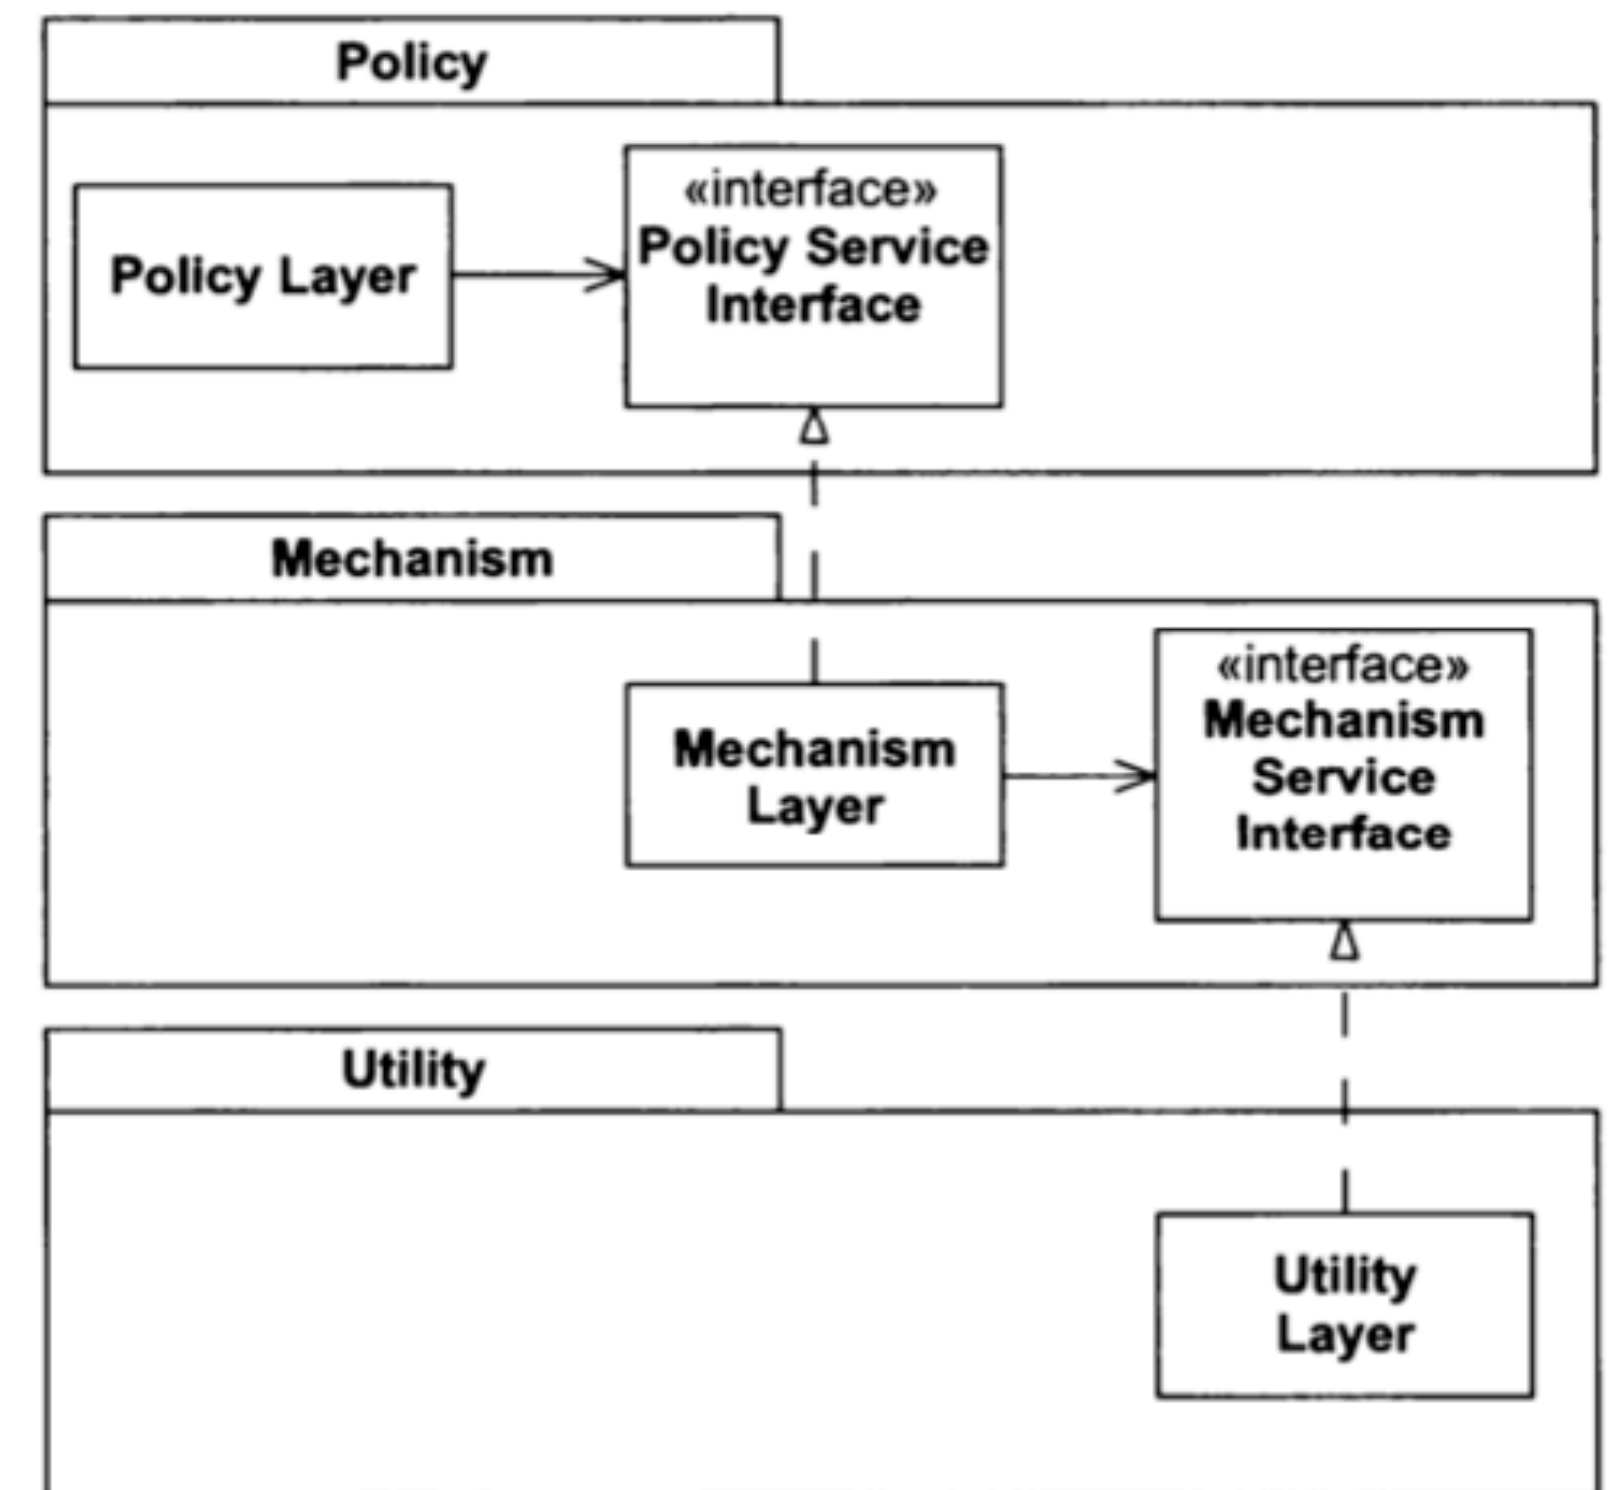 Policy
Policy Layer
«interface»
Policy Service
Interface
Mechanism
Mechanism
Layer
«interface»
Mechanism
Service
Interface
Utility
Utility
Layer